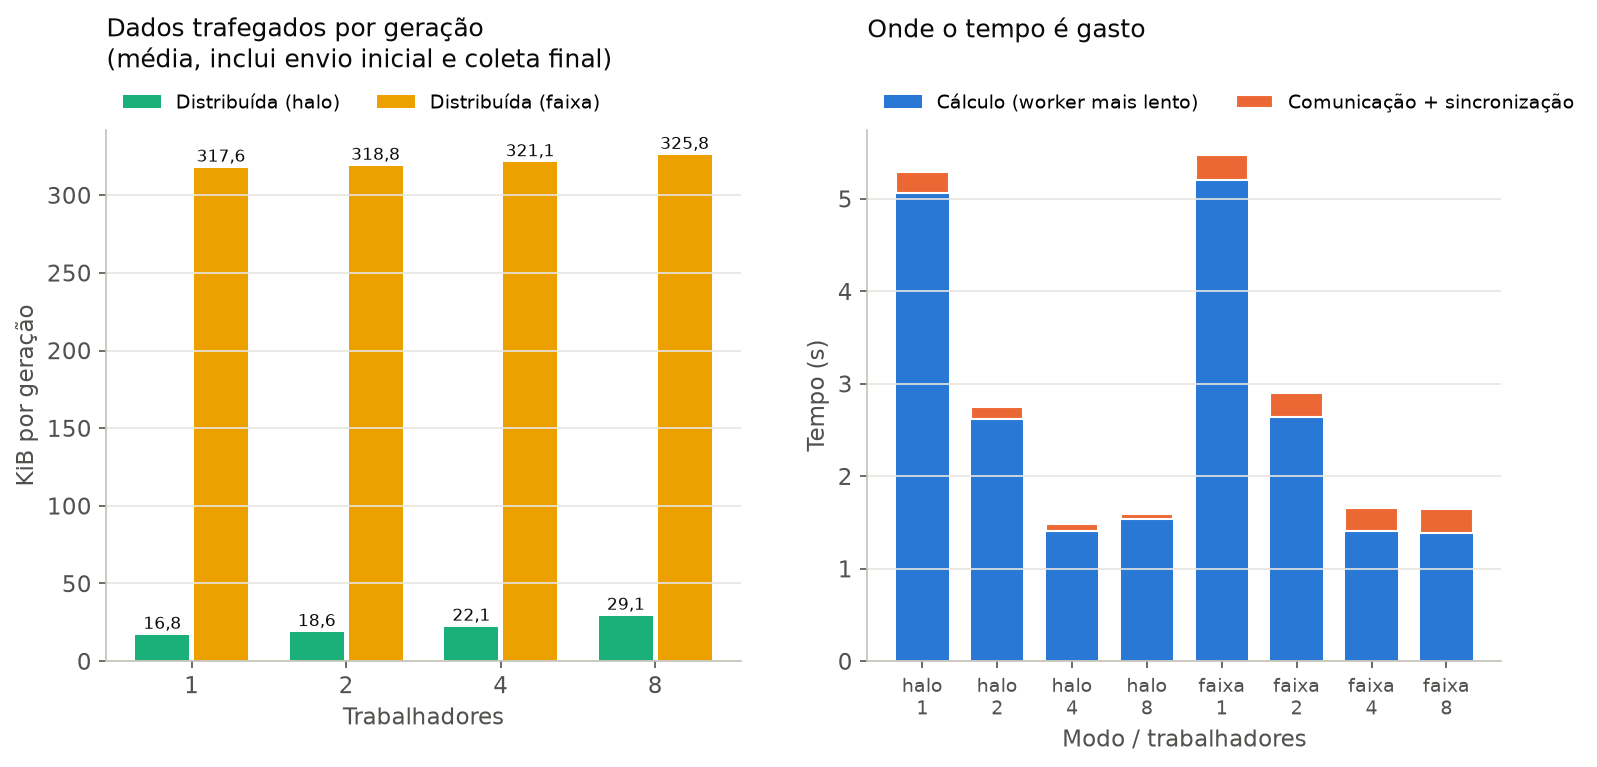 Dados trafegados por geração
(média, inclui envio inicial e coleta final)
Distribuída (halo)
Distribuída (faixa)
KiB por geração
300
250
200
150
100
50
0
317,6
318,8
321,1
325,8
16,8
18,6
22,1
29,1
1
2
4
8
Trabalhadores
Onde o tempo é gasto
Cálculo (worker mais lento)
Comunicação + sincronização
Tempo (s)
5
4
3
2
1
0
halo
1
halo
2
halo
4
halo
8
faixa
1
faixa
2
faixa
4
faixa
8
Modo / trabalhadores